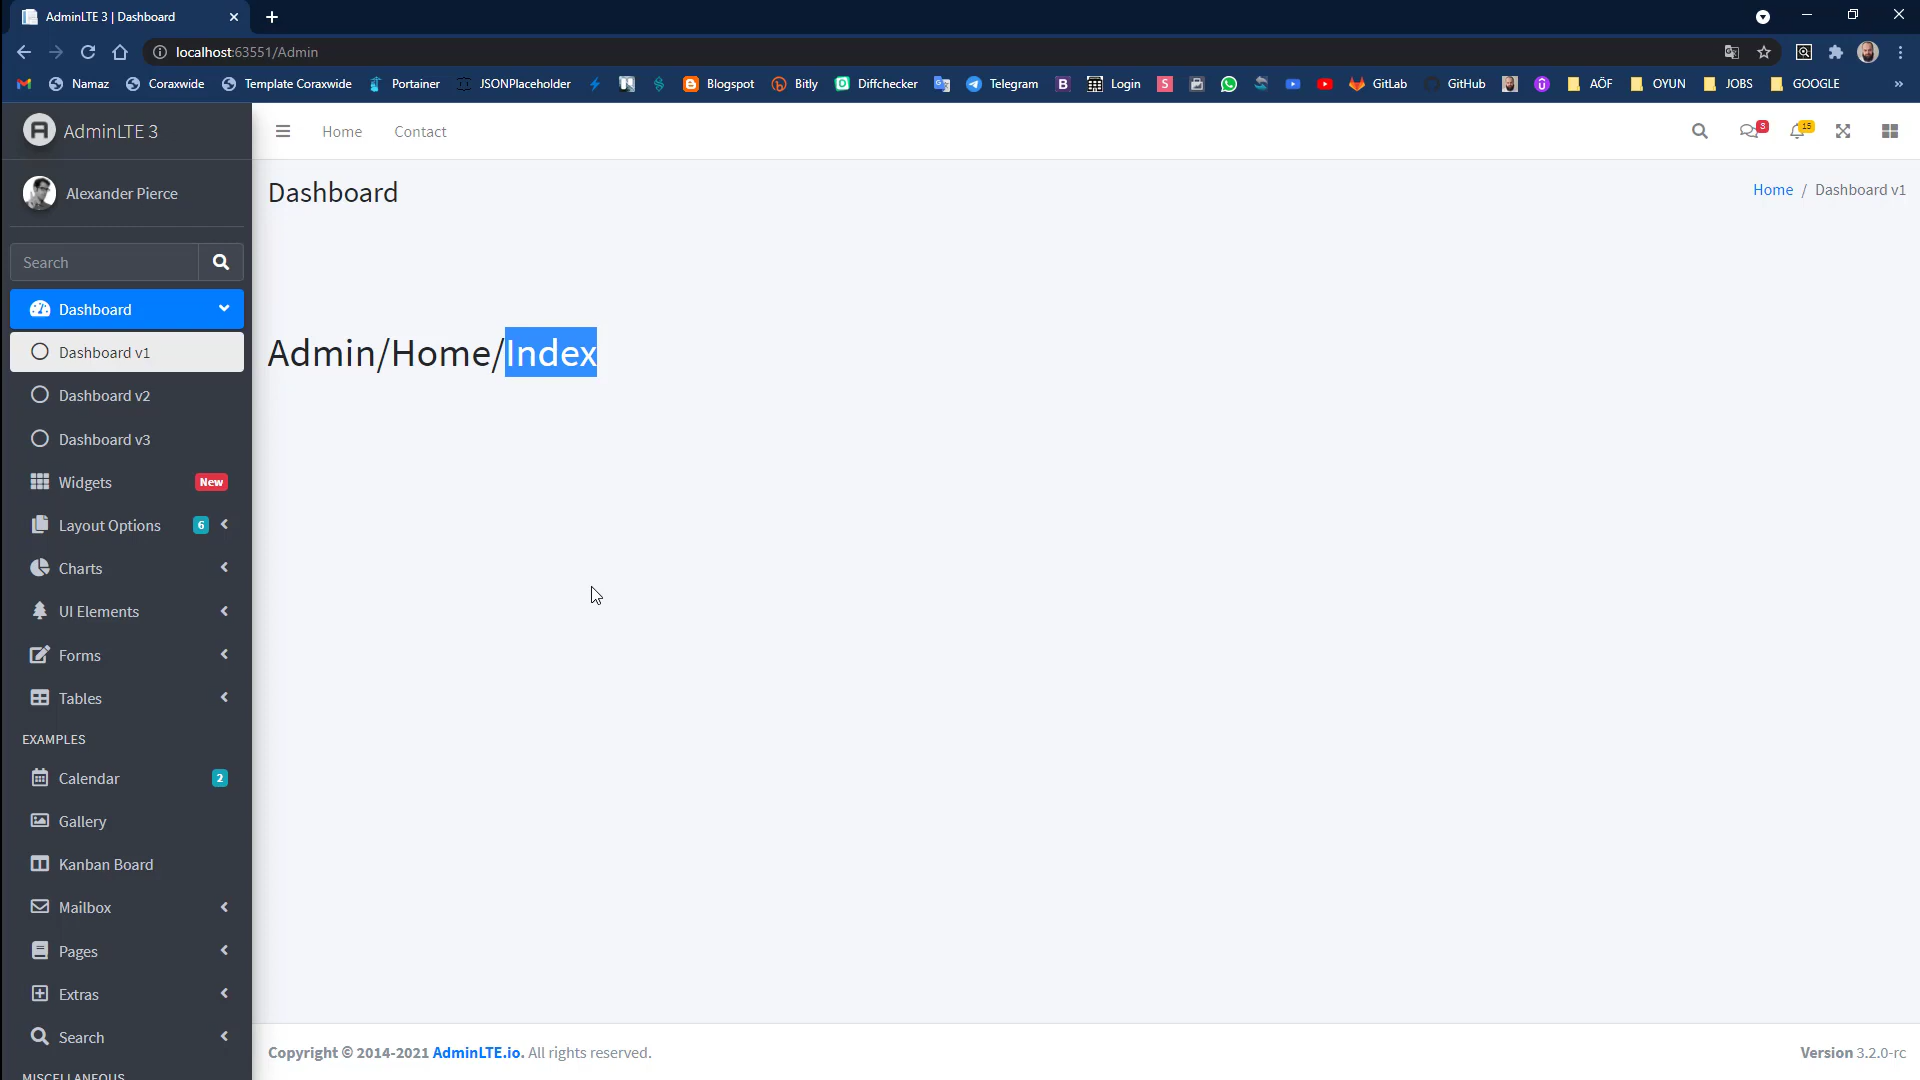 AdminLTE 3 | Dashboard
localhost:63551/Admin
Namaz Coraxwide Template Coraxwide Portainer JSONPlaceholder Blogspot Bitly Diffchecker Telegram B Login S GitLab GitHub AÖF OYUN JOBS GOOGLE »
AdminLTE 3
Home Contact
3
15
Alexander Pierce
Dashboard
Home / Dashboard v1
Search
Dashboard
Dashboard v1
Admin/Home/Index
Dashboard v2
Dashboard v3
Widgets New
Layout Options 6
Charts
UI Elements
Forms
Tables
EXAMPLES
Calendar 2
Gallery
Kanban Board
Mailbox
Pages
Extras
Search
MISCELLANEOUS
Copyright © 2014-2021 AdminLTE.io. All rights reserved.
Version 3.2.0-rc